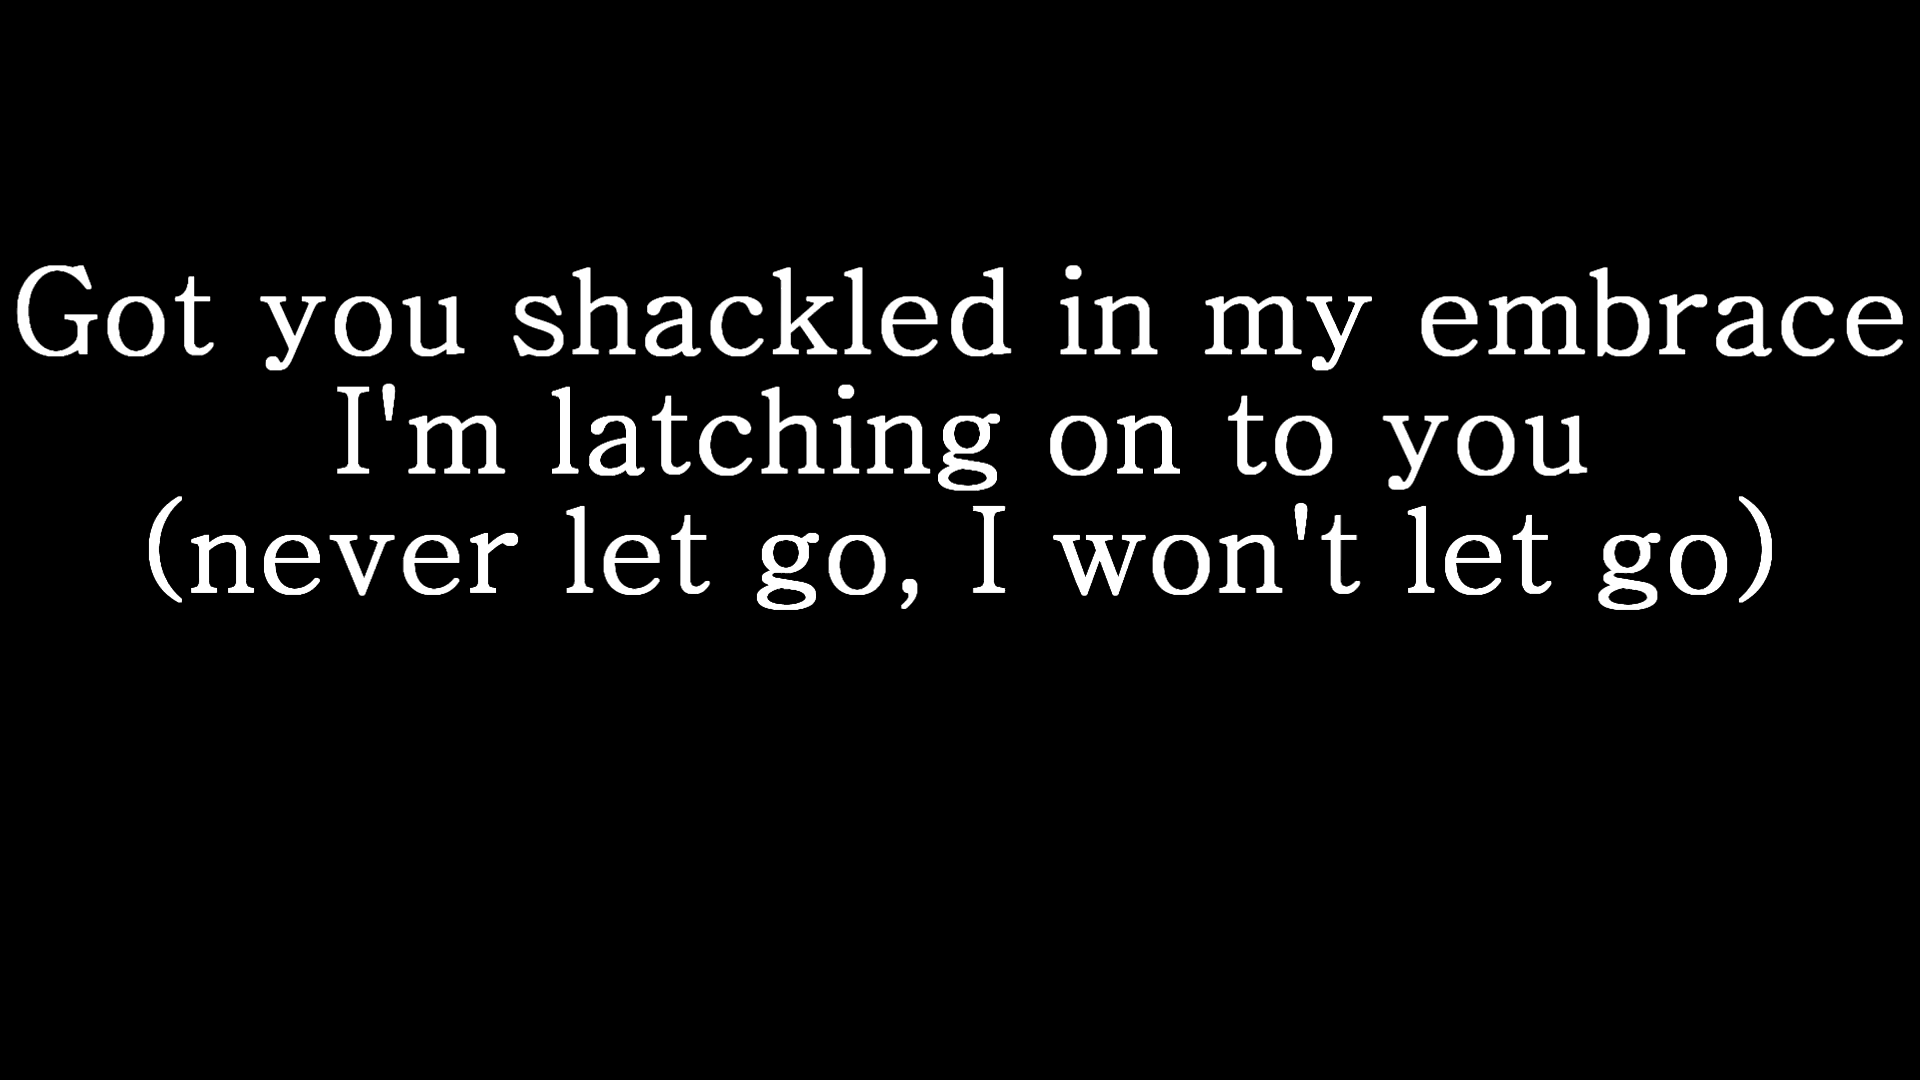 Got you shackled in my embrace
I'm latching on to you
(never let go, I won't let go)